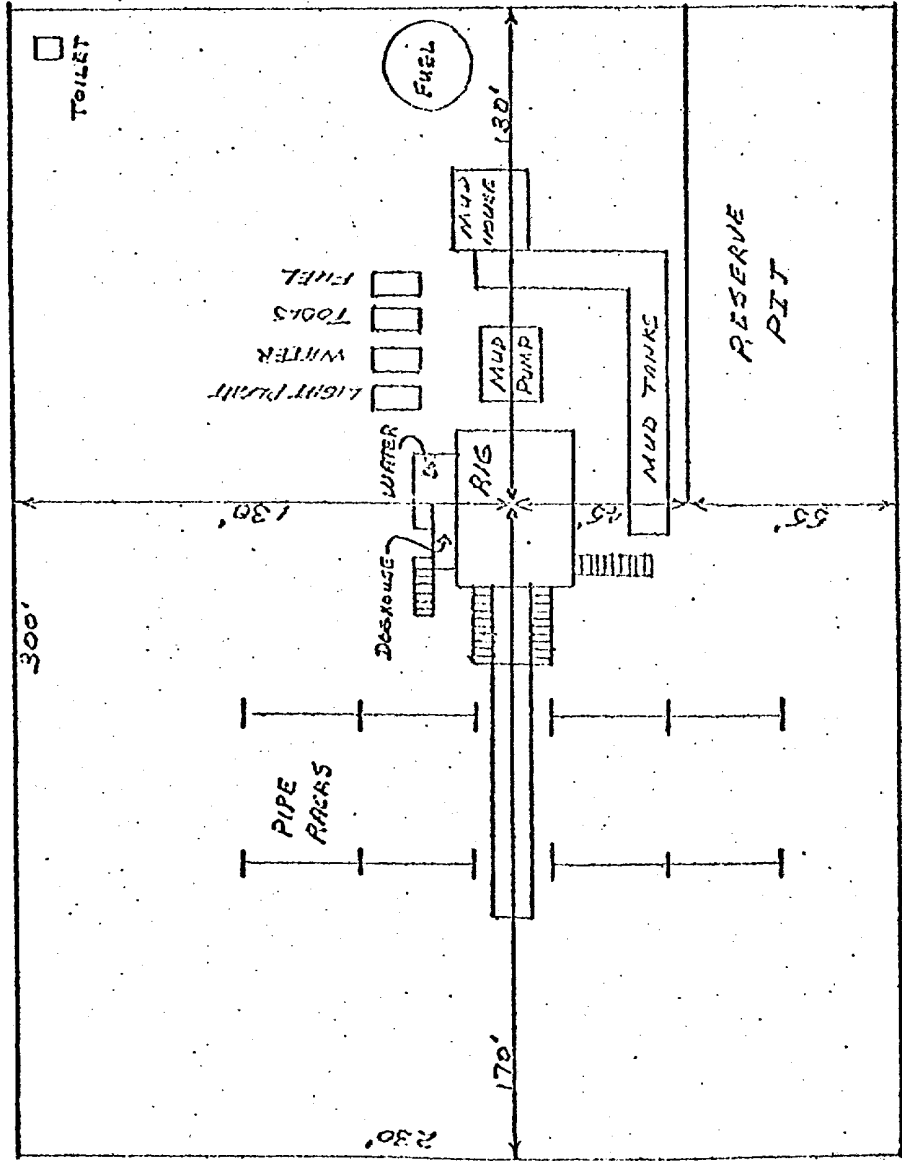 TOILET
FUEL
130'
MUD
HOUSE
FUEL
TOOLS
WATER
LIGHT PLANT
MUD
PUMP
RESERVE
PIT
MUD TANKS
WATER
RIG
DOGHOUSE
130'
55'
300'
PIPE
RACKS
170'
230'